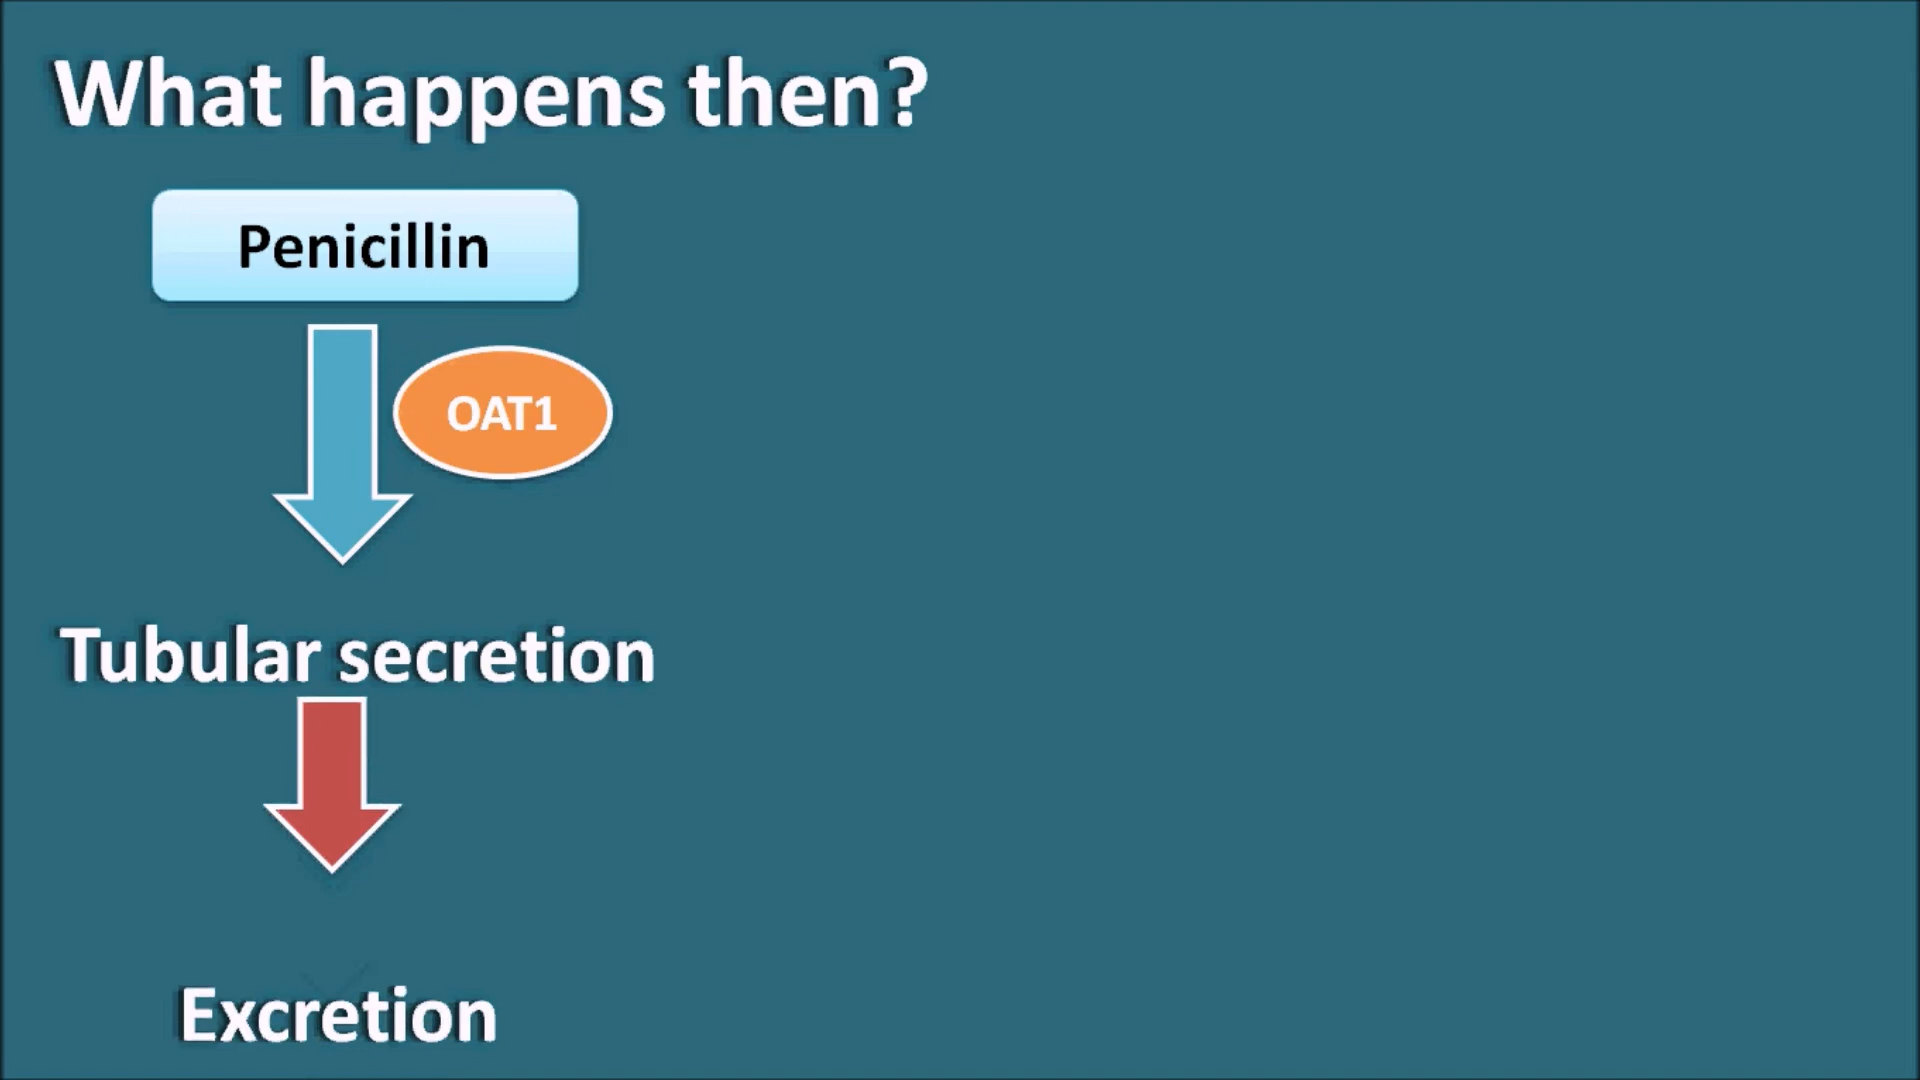 What happens then?
Penicillin
OAT1
Tubular secretion
Excretion